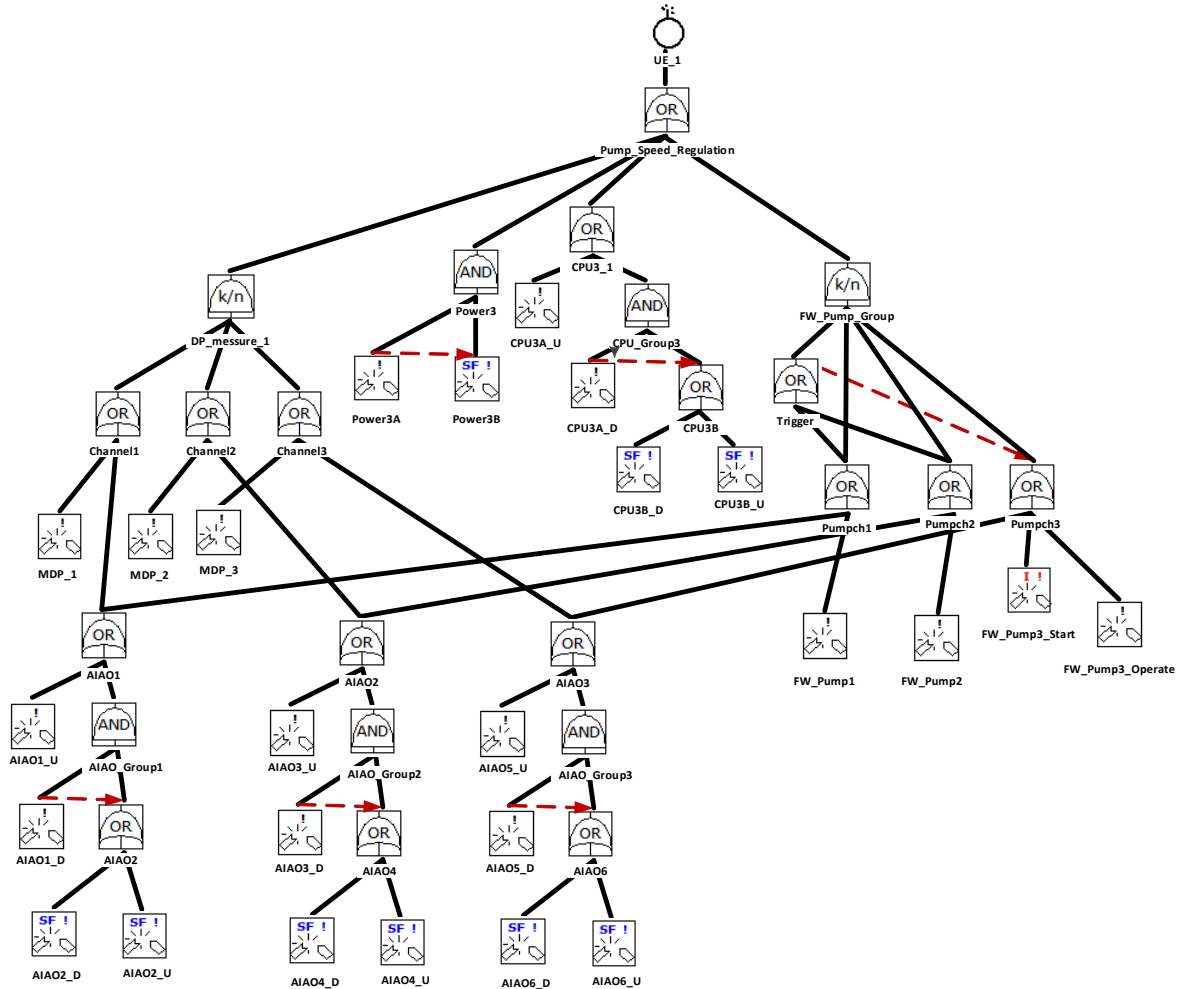 UE_1
OR
Pump_Speed_Regulation
OR
CPU3_1
AND
Power3
k/n
DP_messure_1
k/n
FW_Pump_Group
!
CPU3A_U
AND
CPU_Group3
!
Power3A
SF !
Power3B
!
CPU3A_D
OR
CPU3B
OR
Trigger
OR
Channel1
OR
Channel2
OR
Channel3
SF !
CPU3B_D
SF !
CPU3B_U
OR
Pumpch1
OR
Pumpch2
OR
Pumpch3
!
MDP_1
!
MDP_2
!
MDP_3
I !
FW_Pump3_Start
!
FW_Pump3_Operate
!
FW_Pump1
!
FW_Pump2
OR
AIAO1
OR
AIAO2
OR
AIAO3
!
AIAO1_U
AND
AIAO_Group1
!
AIAO3_U
AND
AIAO_Group2
!
AIAO5_U
AND
AIAO_Group3
!
AIAO1_D
OR
AIAO2
!
AIAO3_D
OR
AIAO4
!
AIAO5_D
OR
AIAO6
SF !
AIAO2_D
SF !
AIAO2_U
SF !
AIAO4_D
SF !
AIAO4_U
SF !
AIAO6_D
SF !
AIAO6_U